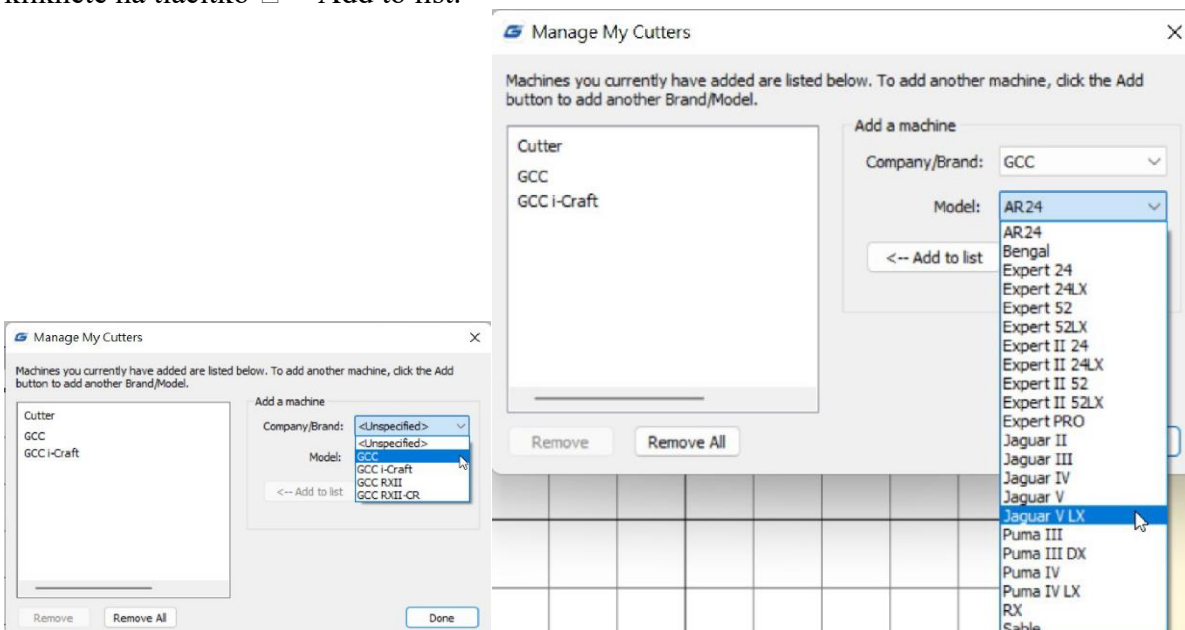 kliknete na tlačítko □ – Add to list.
Manage My Cutters
Machines you currently have added are listed below. To add another machine, click the Add
button to add another Brand/Model.
Cutter
GCC
GCC i-Craft
Add a machine
Company/Brand: GCC
Model: AR24
<-- Add to list
AR24
Bengal
Expert 24
Expert 24LX
Expert 52
Expert 52LX
Expert II 24
Expert II 24LX
Expert II 52
Expert II 52LX
Expert PRO
Jaguar II
Jaguar III
Jaguar IV
Jaguar V
Jaguar V LX
Puma III
Puma III DX
Puma IV
Puma IV LX
RX
Sable
Remove
Remove All
Manage My Cutters
Machines you currently have added are listed below. To add another machine, click the Add
button to add another Brand/Model.
Cutter
GCC
GCC i-Craft
Add a machine
Company/Brand: <Unspecified>
<Unspecified>
GCC
GCC i-Craft
GCC RXII
GCC RXII-CR
Model:
<-- Add to list
Remove
Remove All
Done